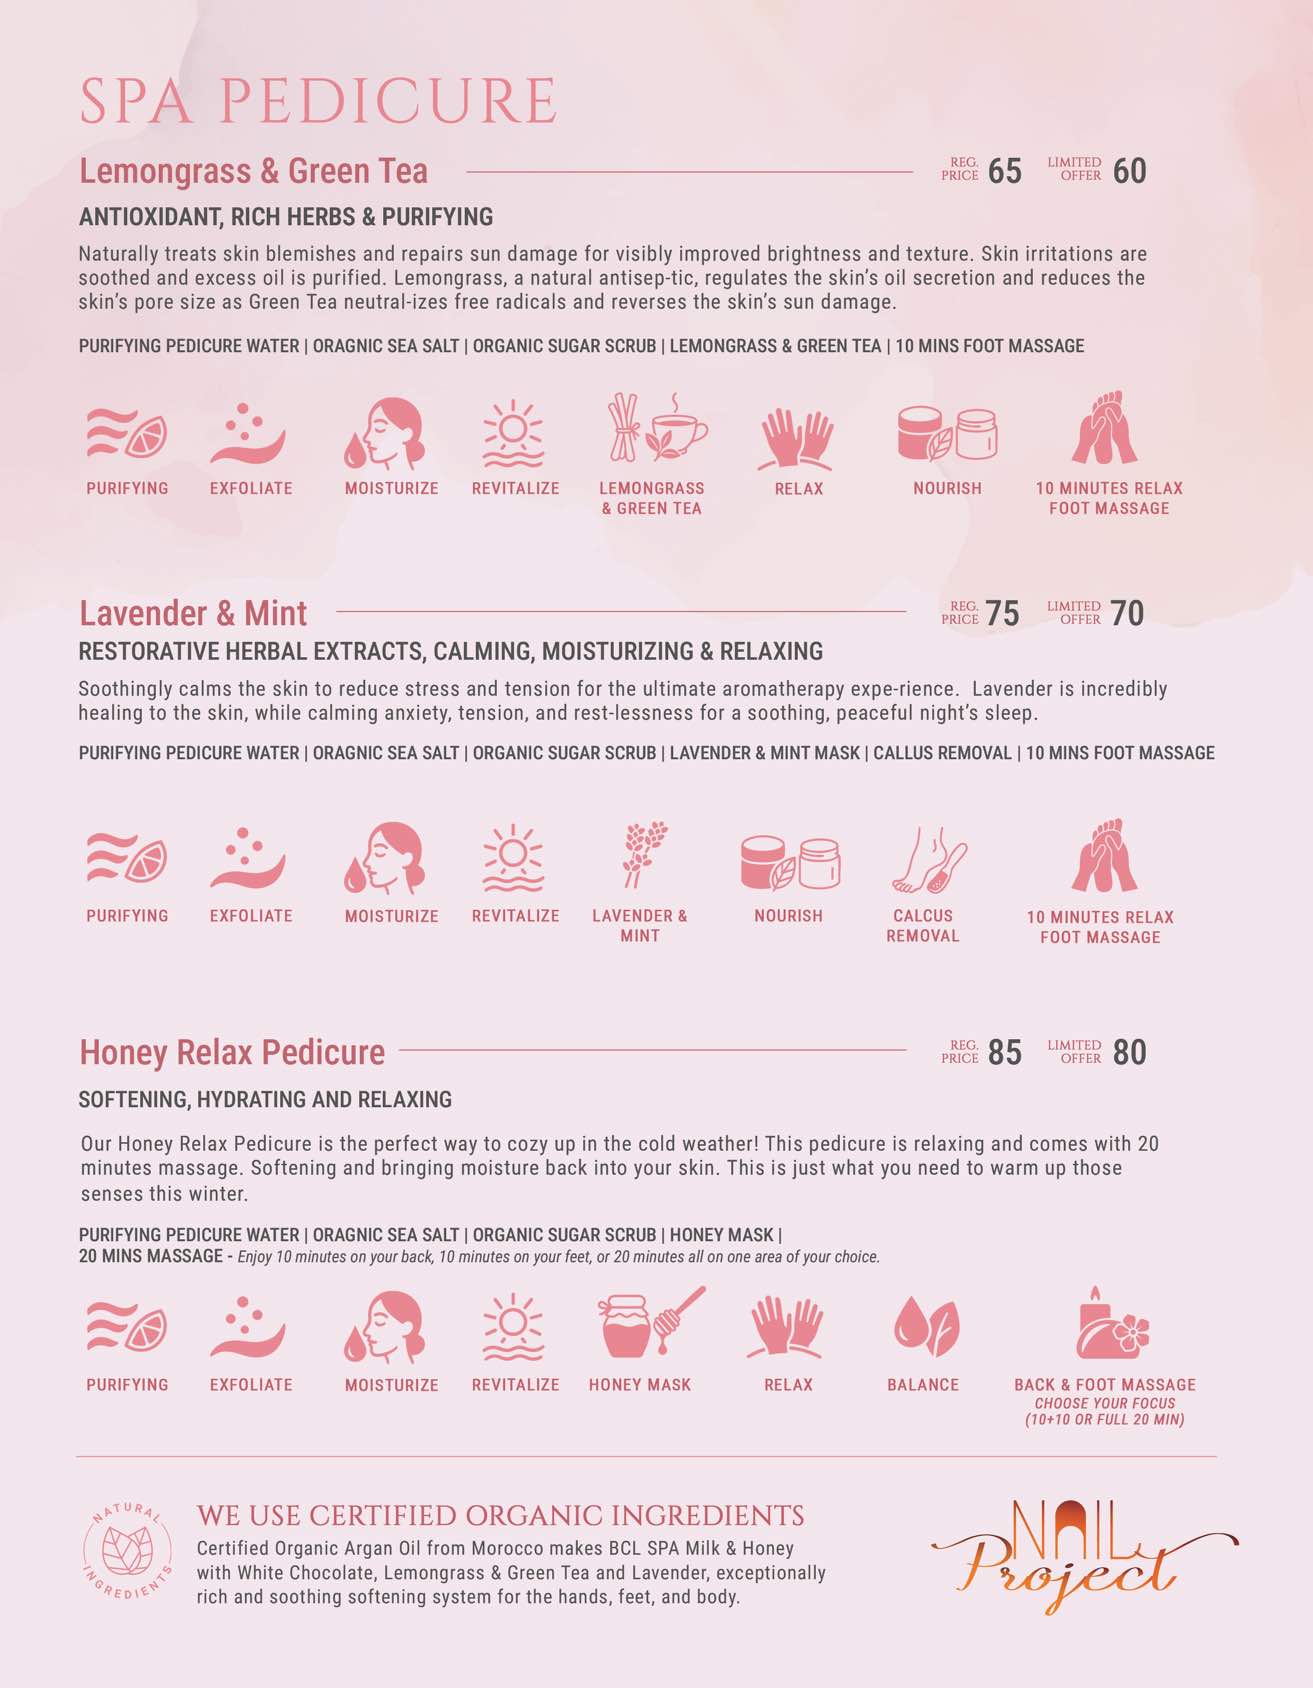 SPA PEDICURE
Lemongrass & Green Tea
REG. PRICE 65 LIMITED OFFER 60
ANTIOXIDANT, RICH HERBS & PURIFYING
Naturally treats skin blemishes and repairs sun damage for visibly improved brightness and texture. Skin irritations are
soothed and excess oil is purified. Lemongrass, a natural antisep-tic, regulates the skin's oil secretion and reduces the
skin's pore size as Green Tea neutral-izes free radicals and reverses the skin's sun damage.
PURIFYING PEDICURE WATER | ORAGNIC SEA SALT | ORGANIC SUGAR SCRUB | LEMONGRASS & GREEN TEA | 10 MINS FOOT MASSAGE
PURIFYING
EXFOLIATE
MOISTURIZE
REVITALIZE
LEMONGRASS
& GREEN TEA
RELAX
NOURISH
10 MINUTES RELAX
FOOT MASSAGE
Lavender & Mint
REG. PRICE 75 LIMITED OFFER 70
RESTORATIVE HERBAL EXTRACTS, CALMING, MOISTURIZING & RELAXING
Soothingly calms the skin to reduce stress and tension for the ultimate aromatherapy expe-rience. Lavender is incredibly
healing to the skin, while calming anxiety, tension, and rest-lessness for a soothing, peaceful night's sleep.
PURIFYING PEDICURE WATER | ORAGNIC SEA SALT | ORGANIC SUGAR SCRUB | LAVENDER & MINT MASK | CALLUS REMOVAL | 10 MINS FOOT MASSAGE
PURIFYING
EXFOLIATE
MOISTURIZE
REVITALIZE
LAVENDER &
MINT
NOURISH
CALCUS
REMOVAL
10 MINUTES RELAX
FOOT MASSAGE
Honey Relax Pedicure
REG. PRICE 85 LIMITED OFFER 80
SOFTENING, HYDRATING AND RELAXING
Our Honey Relax Pedicure is the perfect way to cozy up in the cold weather! This pedicure is relaxing and comes with 20
minutes massage. Softening and bringing moisture back into your skin. This is just what you need to warm up those
senses this winter.
PURIFYING PEDICURE WATER | ORAGNIC SEA SALT | ORGANIC SUGAR SCRUB | HONEY MASK |
20 MINS MASSAGE - Enjoy 10 minutes on your back, 10 minutes on your feet, or 20 minutes all on one area of your choice.
PURIFYING
EXFOLIATE
MOISTURIZE
REVITALIZE
HONEY MASK
RELAX
BALANCE
BACK & FOOT MASSAGE
CHOOSE YOUR FOCUS
(10+10 OR FULL 20 MIN)
NATURAL INGREDIENTS
WE USE CERTIFIED ORGANIC INGREDIENTS
Certified Organic Argan Oil from Morocco makes BCL SPA Milk & Honey
with White Chocolate, Lemongrass & Green Tea and Lavender, exceptionally
rich and soothing softening system for the hands, feet, and body.
NAIL
Project